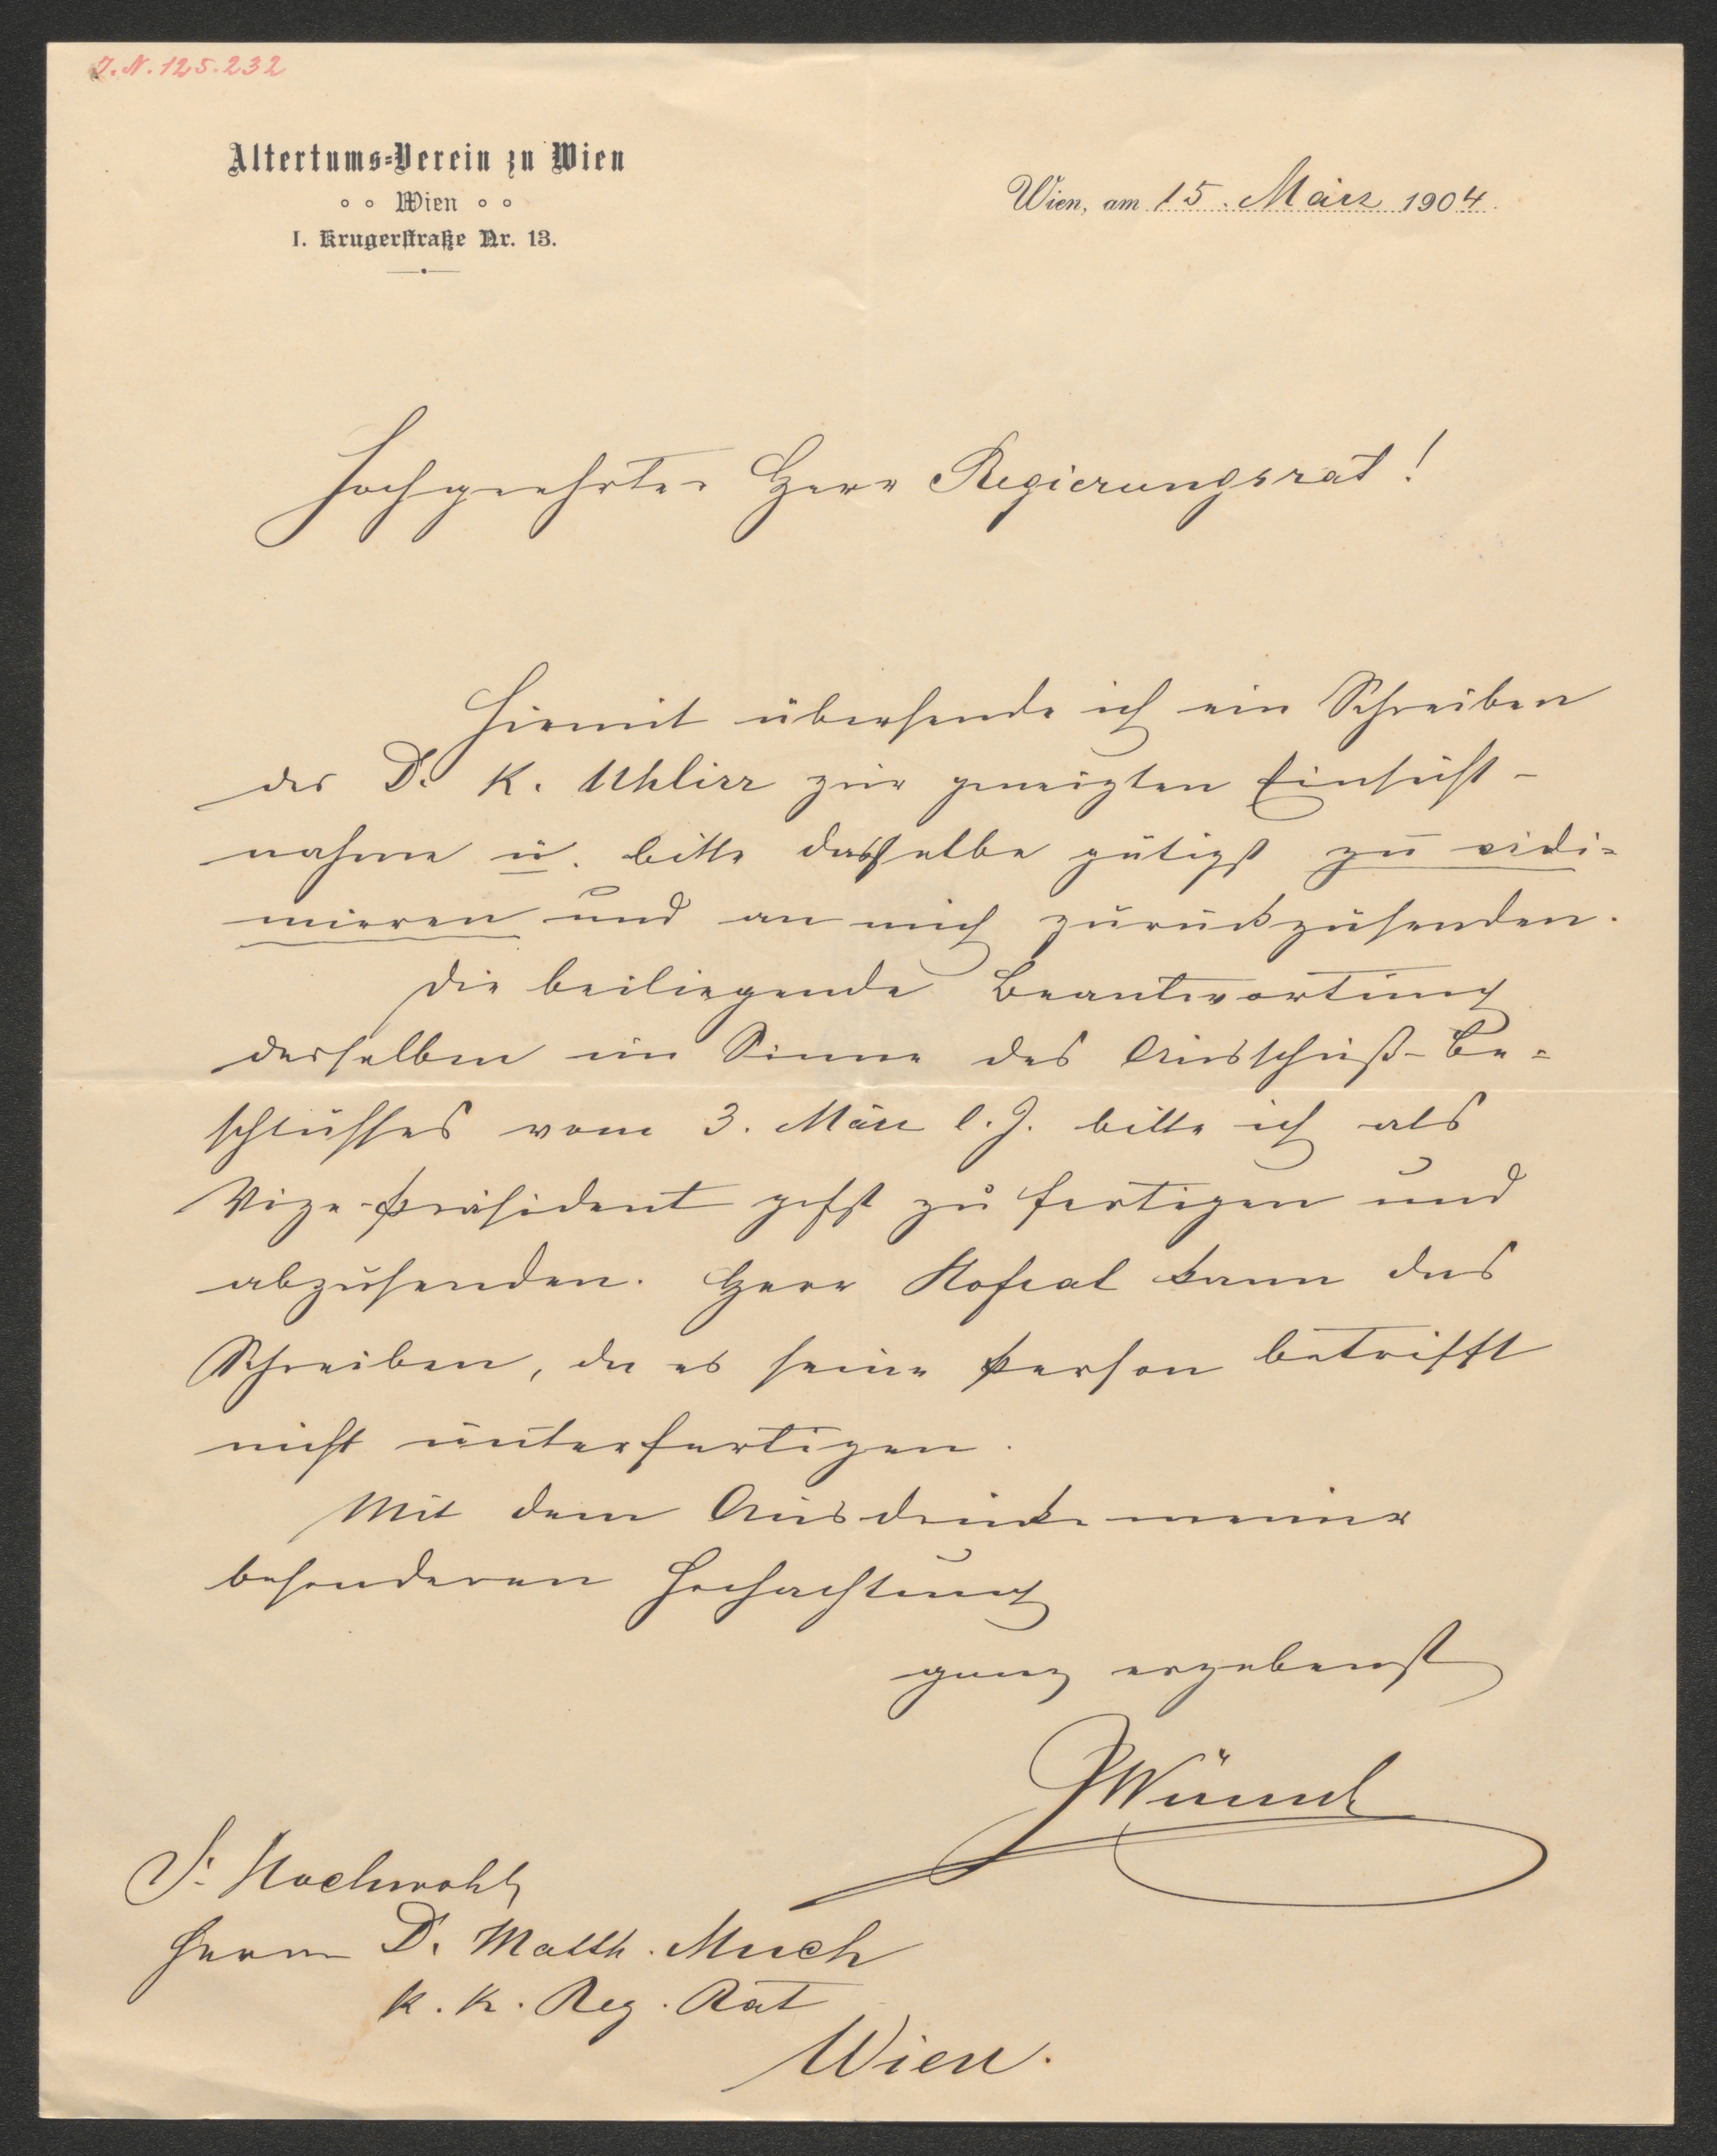 J. N. 125.232
Altertums-Verein zu Wien
Wien
I. Krugerstraße Nr. 13.
Wien, am 15. März 1904.
Hochgeehrter Herr Regierungsrat!
Hiemit übersende ich ein Schreiben
des Dr. K. Uhlirz zur geneigten Einsicht-
nahme u. bitte dasselbe gütigst zu vidi=
mieren und an mich zurückzusenden.
Die beiliegende Beantwortung
desselben im Sinne des Ausschuß-Be=
schlusses vom 3. März l. J. bitte ich als
Vize-Präsident gefst zu fertigen und
abzusenden. Herr Hofrat kann das
Schreiben, da es seine Person betrifft
nicht unterfertigen.
Mit dem Ausdrucke meiner
besonderen Hochachtung
ganz ergebenst
Sr. Hochwohlg
Herrn Dr. Matth. Much
k. k. Reg. Rat
Wien.